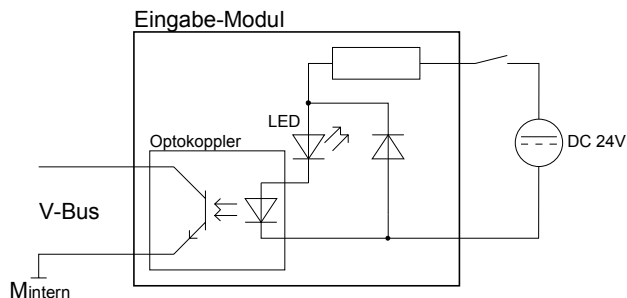 Eingabe-Modul
LED
Optokoppler
DC 24V
V-Bus
Mintern